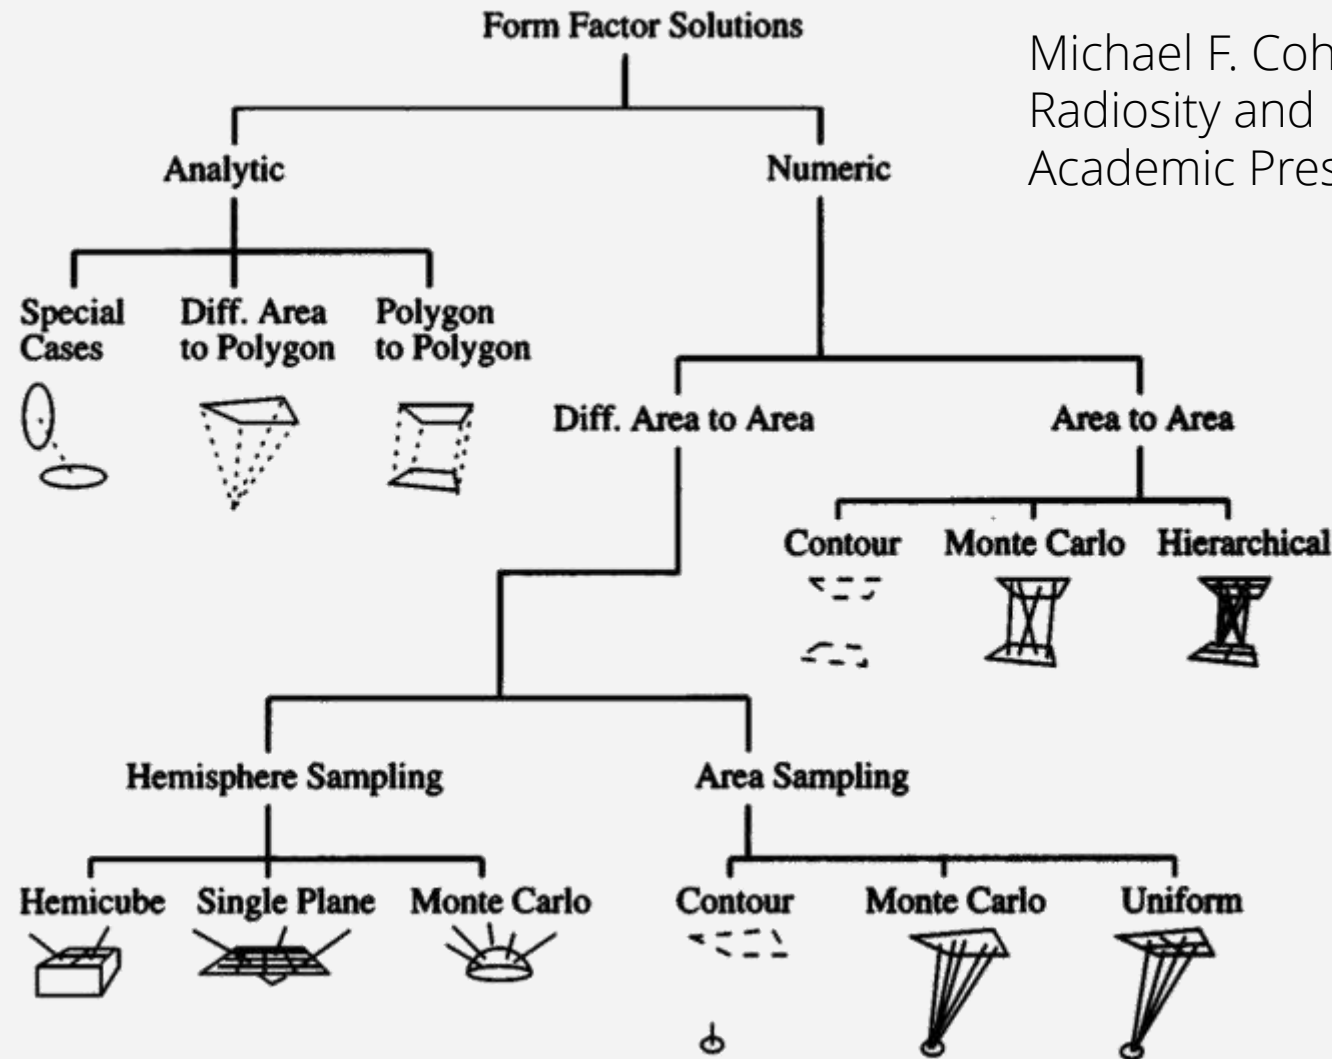 Form Factor Solutions
Michael F. Coh
Radiosity and
Academic Pres
Analytic
Numeric
Special
Cases
Diff. Area
to Polygon
Polygon
to Polygon
Diff. Area to Area
Area to Area
Contour
Monte Carlo
Hierarchical
Hemisphere Sampling
Area Sampling
Hemicube
Single Plane
Monte Carlo
Contour
Monte Carlo
Uniform